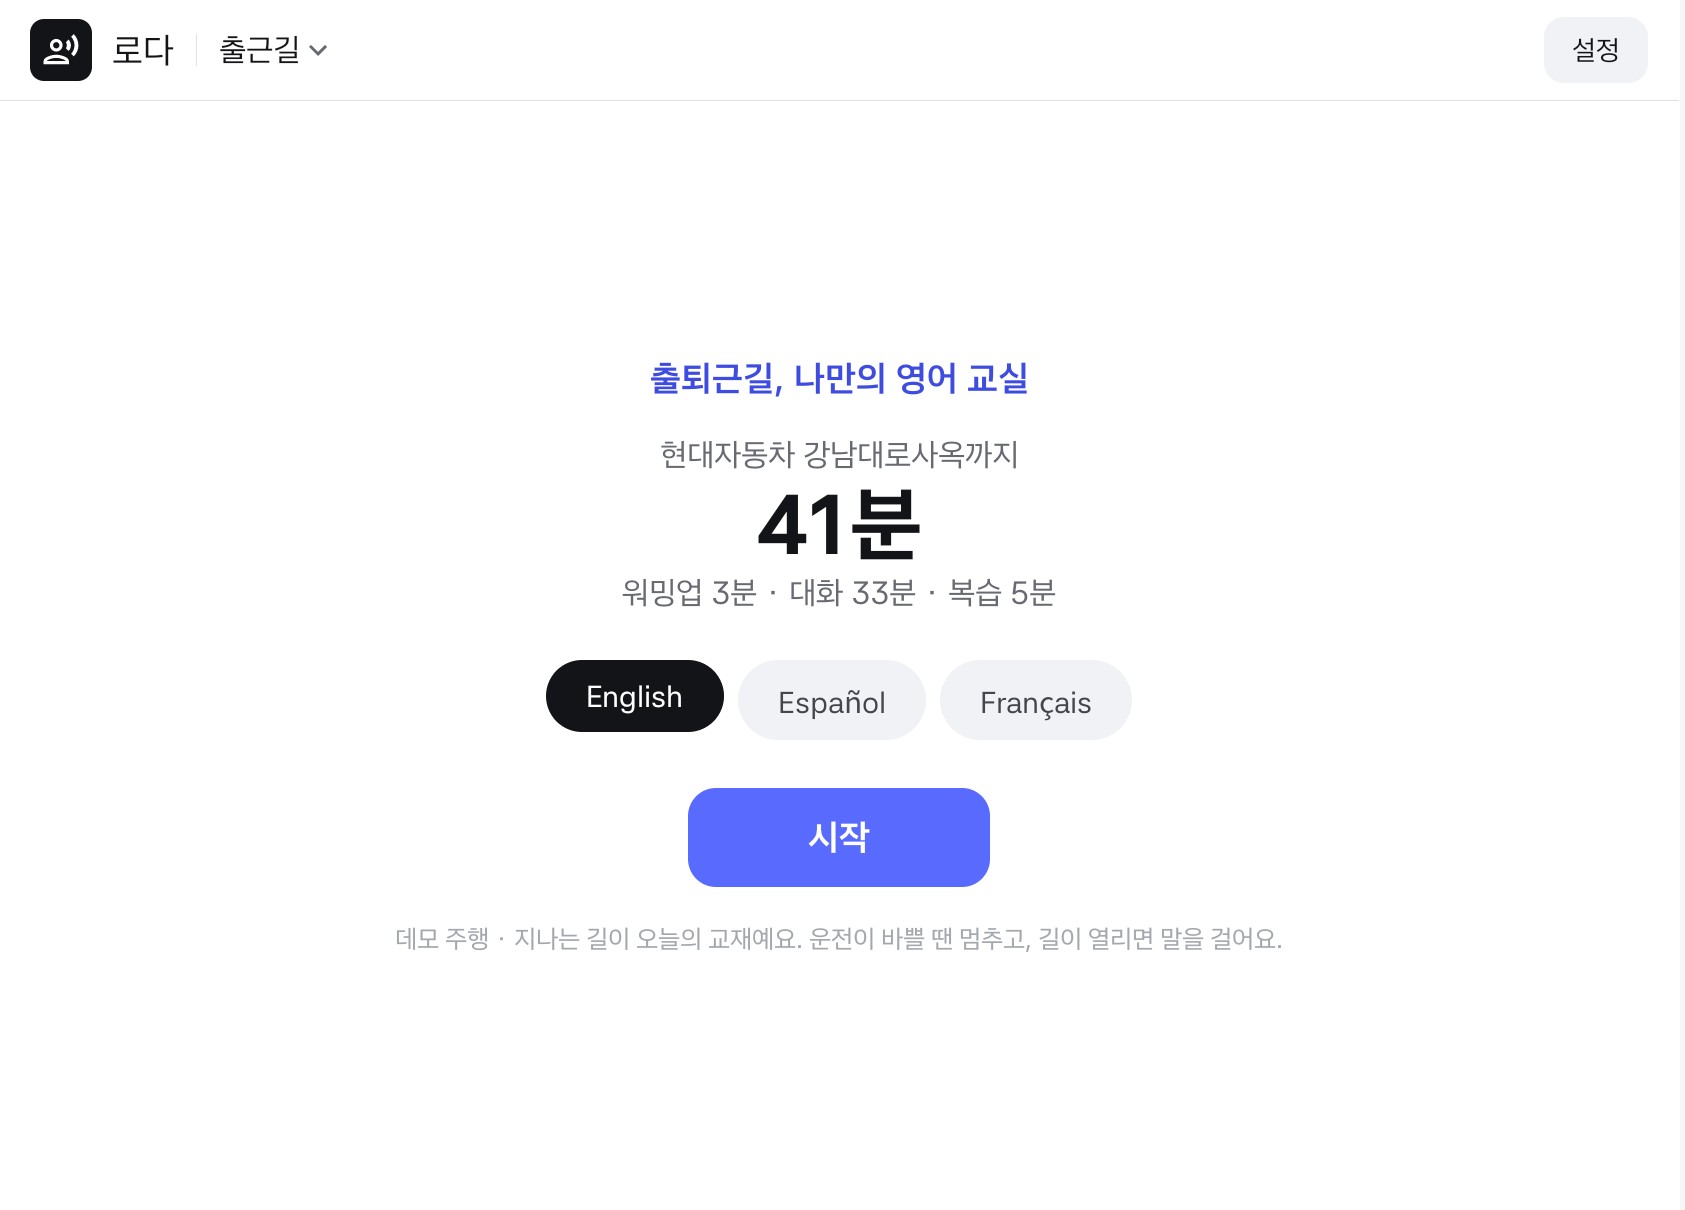 로다
출근길
설정
출퇴근길, 나만의 영어 교실
현대자동차 강남대로사옥까지
41분
워밍업 3분 · 대화 33분 · 복습 5분
English
Español
Français
시작
데모 주행 · 지나는 길이 오늘의 교재예요. 운전이 바쁠 땐 멈추고, 길이 열리면 말을 걸어요.